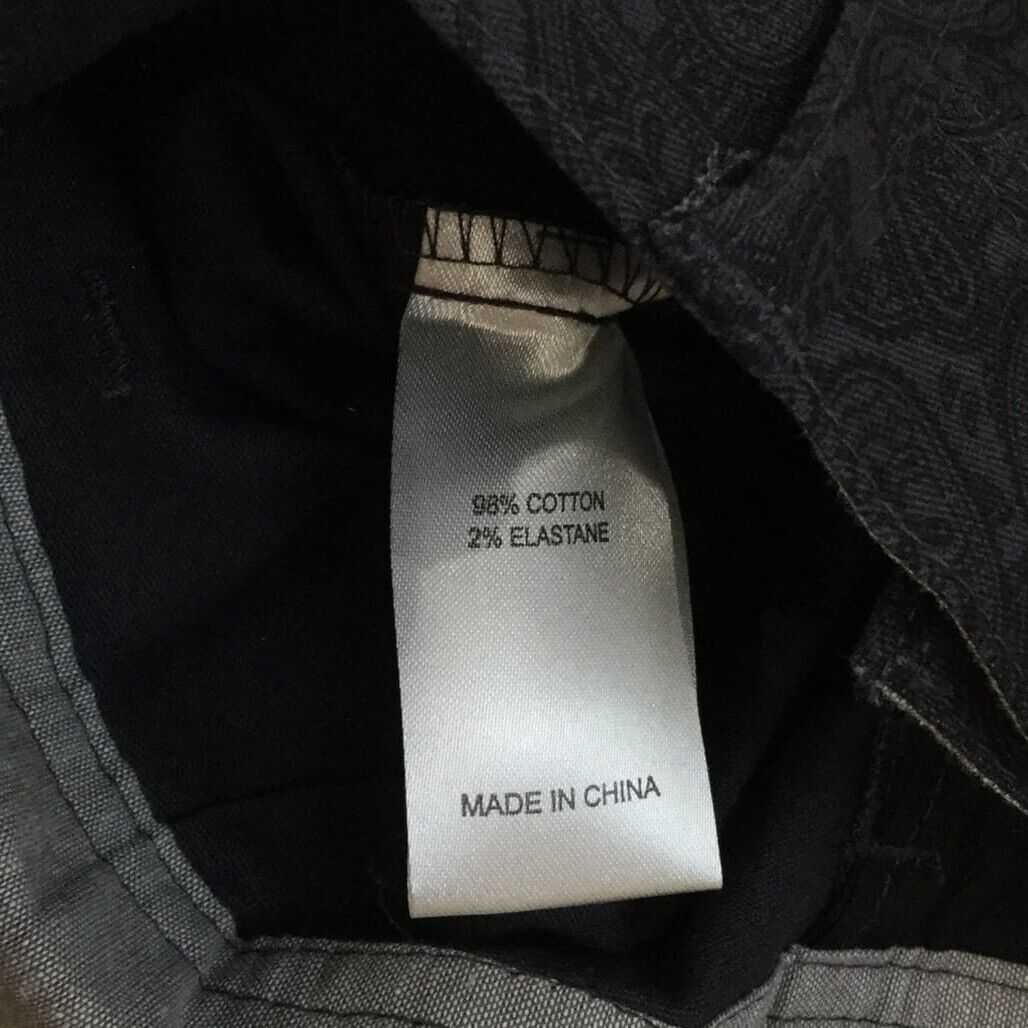 98% COTTON
2% ELASTANE
MADE IN CHINA